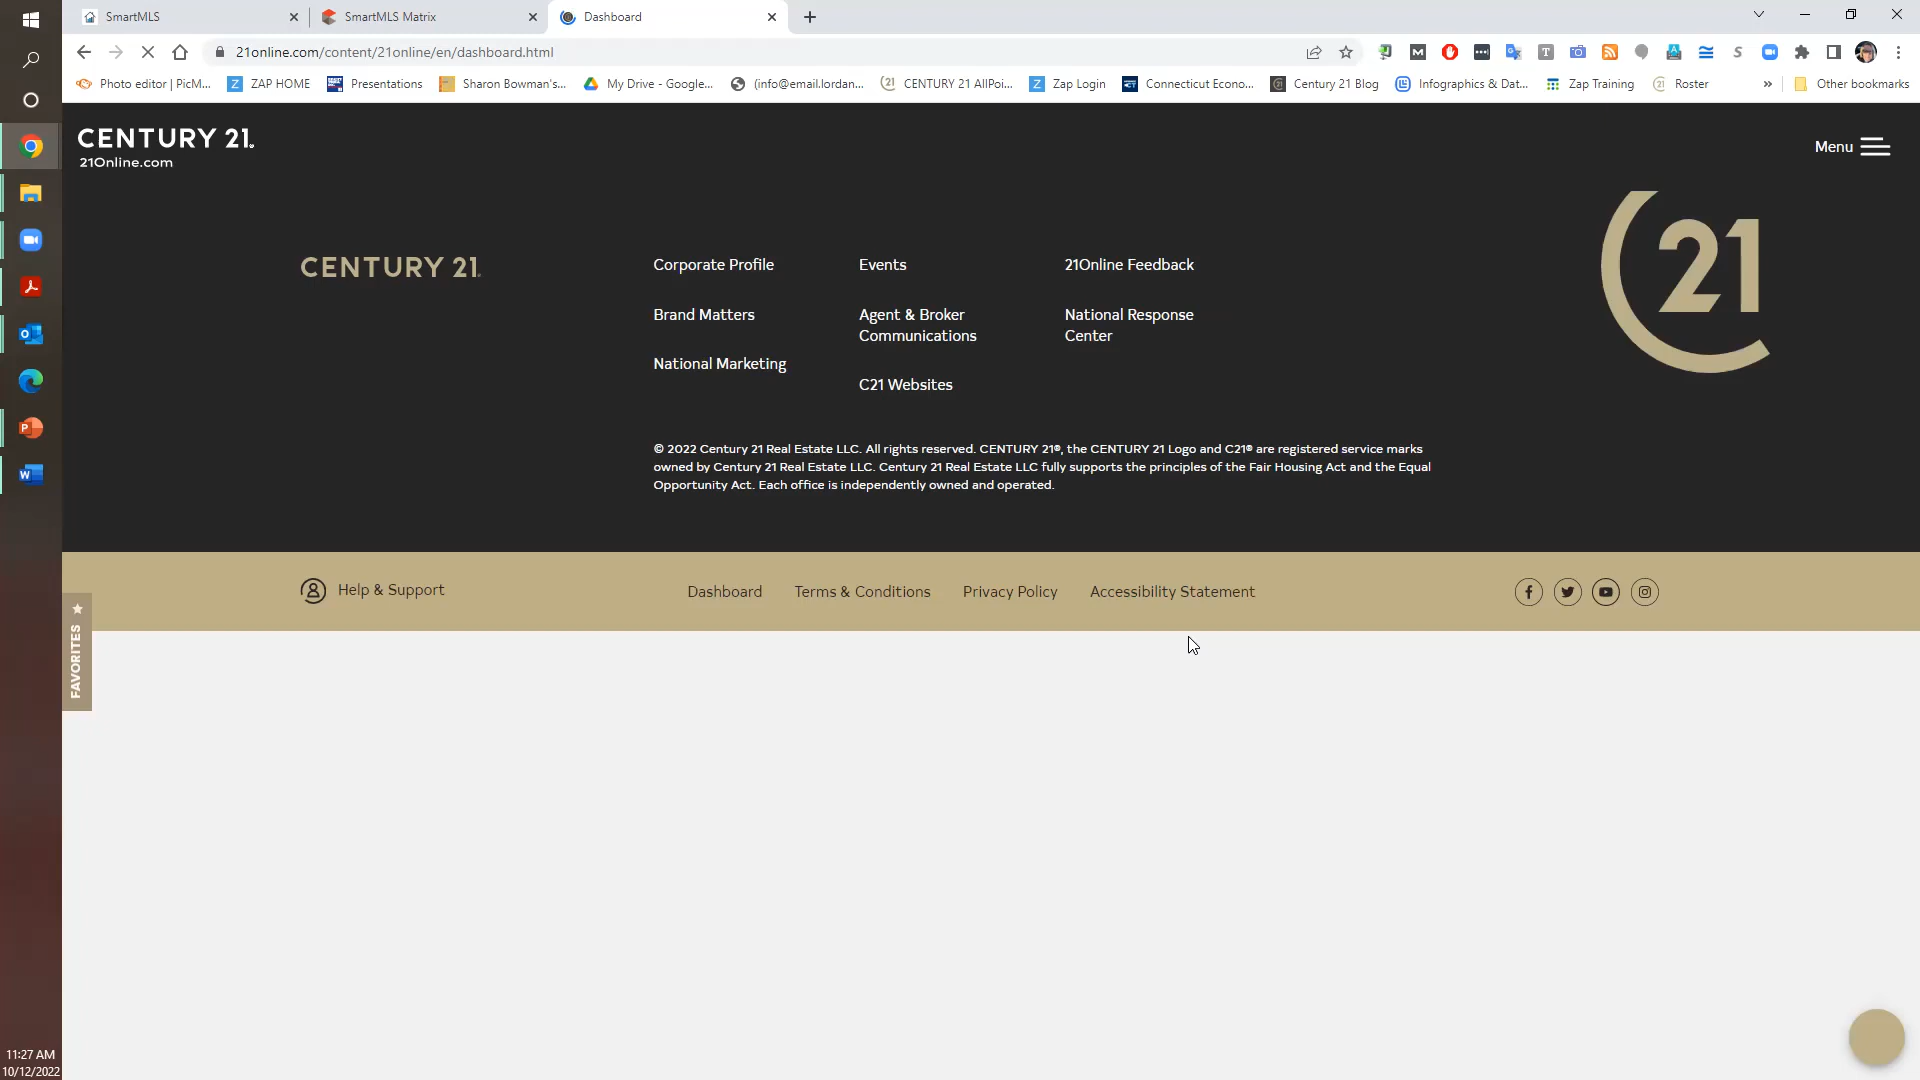 SmartMLS
SmartMLS Matrix
Dashboard
21online.com/content/21online/en/dashboard.html
Photo editor | PicM...
ZAP HOME
Presentations
Sharon Bowman's...
My Drive - Google...
(info@email.lordan...
CENTURY 21 AllPoi...
Zap Login
Connecticut Econo...
Century 21 Blog
Infographics & Dat...
Zap Training
Roster
Other bookmarks
CENTURY 21.
21Online.com
Menu
CENTURY 21.
Corporate Profile
Events
21Online Feedback
Brand Matters
Agent & Broker
Communications
National Response
Center
National Marketing
C21 Websites
21
© 2022 Century 21 Real Estate LLC. All rights reserved. CENTURY 21®, the CENTURY 21 Logo and C21® are registered service marks
owned by Century 21 Real Estate LLC. Century 21 Real Estate LLC fully supports the principles of the Fair Housing Act and the Equal
Opportunity Act. Each office is independently owned and operated.
Help & Support
Dashboard
Terms & Conditions
Privacy Policy
Accessibility Statement
FAVORITES
11:27 AM
10/12/2022